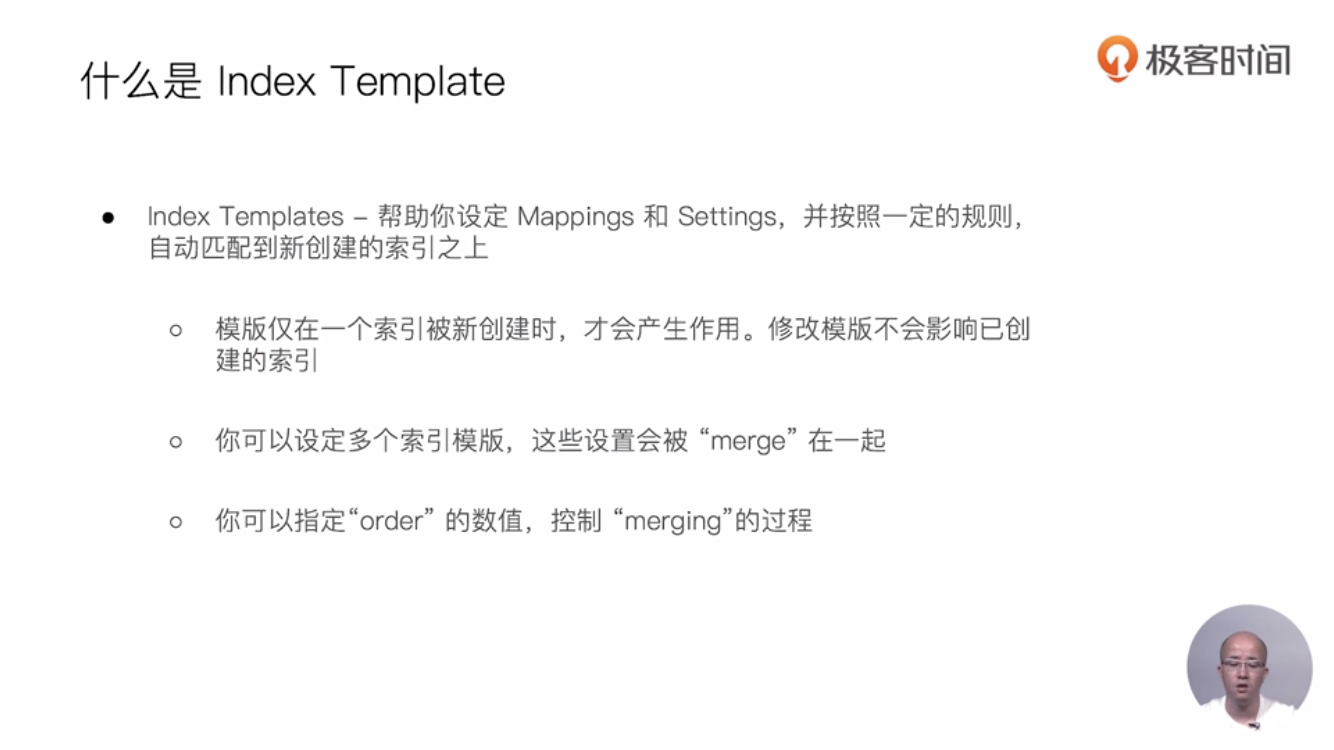 什么是 Index Template
极客时间
● Index Templates – 帮助你设定 Mappings 和 Settings，并按照一定的规则，
自动匹配到新创建的索引之上
○ 模版仅在一个索引被新创建时，才会产生作用。修改模版不会影响已创
建的索引
○ 你可以设定多个索引模版，这些设置会被 “merge” 在一起
○ 你可以指定“order” 的数值，控制 “merging”的过程